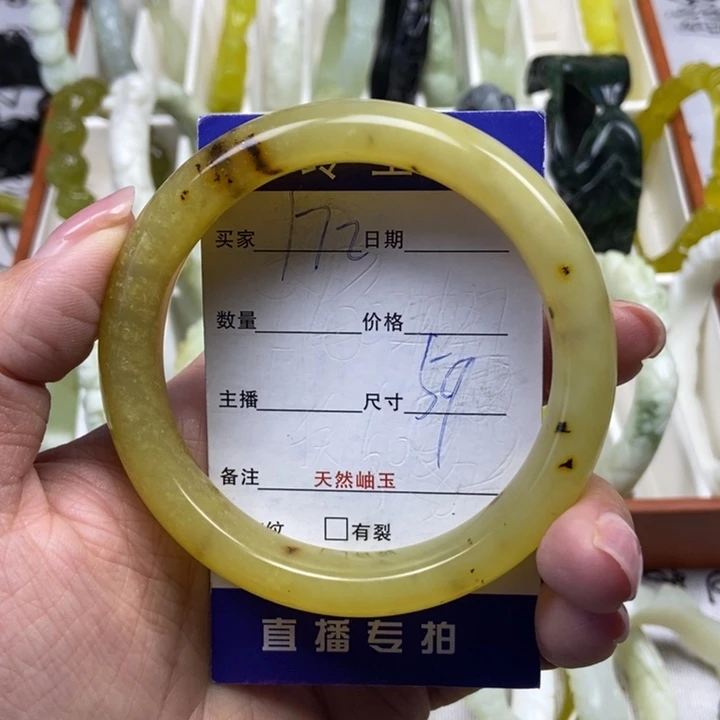 买家 172 日期
数量 价格
主播 尺寸 59
备注 天然岫玉
纹 □有裂
直播专拍